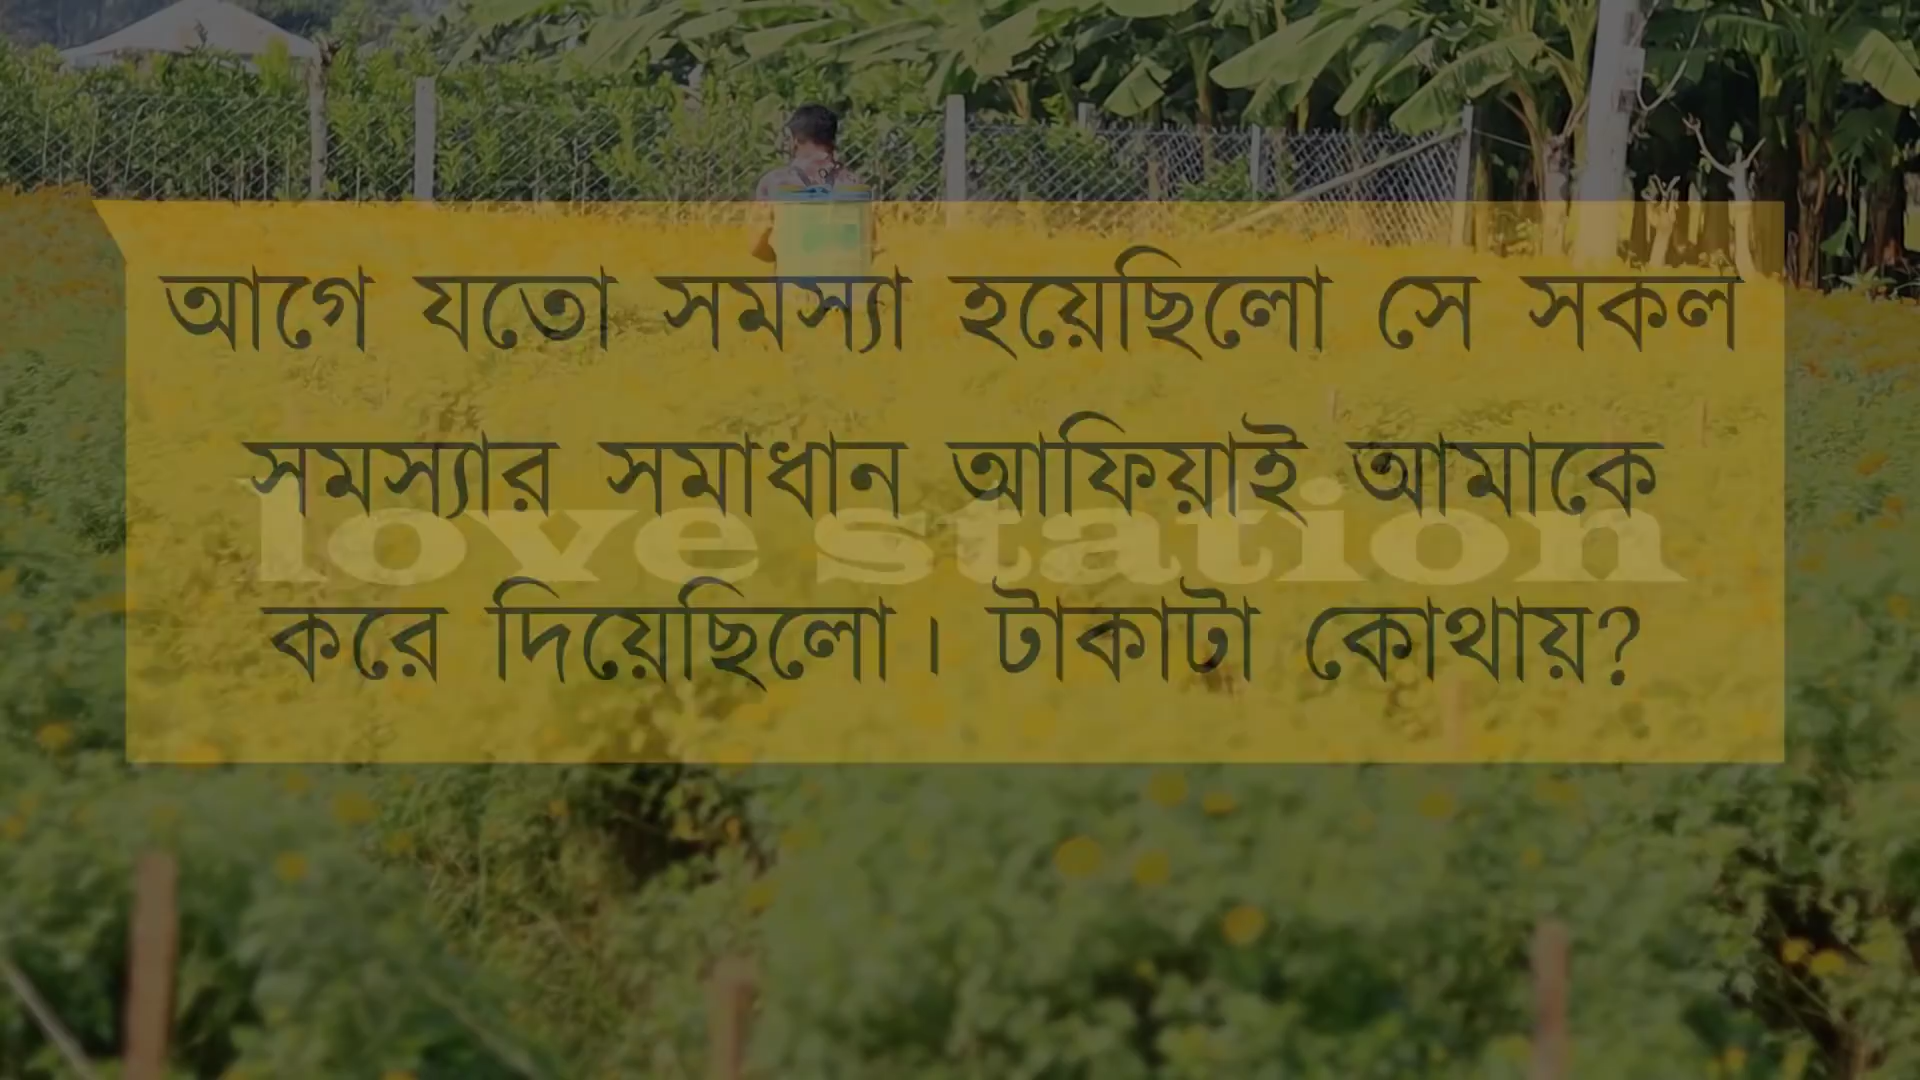 আগে যতো সমস্যা হয়েছিলো সে সকল
সমস্যার সমাধান আফিয়াই আমাকে
love station
করে দিয়েছিলো। টাকাটা কোথায়?